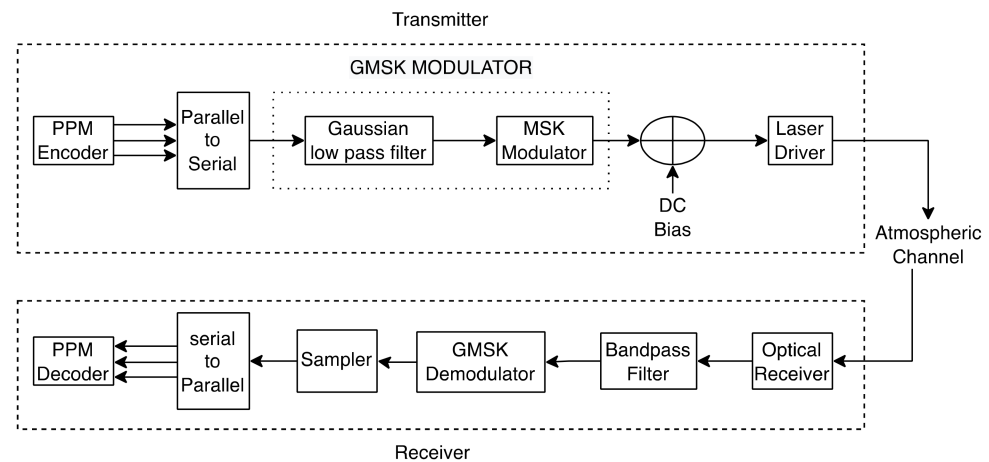 Transmitter
GMSK MODULATOR
PPM
Encoder
Parallel
to
Serial
Gaussian
low pass filter
MSK
Modulator
Laser
Driver
DC
Bias
Atmospheric
Channel
PPM
Decoder
serial
to
Parallel
Sampler
GMSK
Demodulator
Bandpass
Filter
Optical
Receiver
Receiver